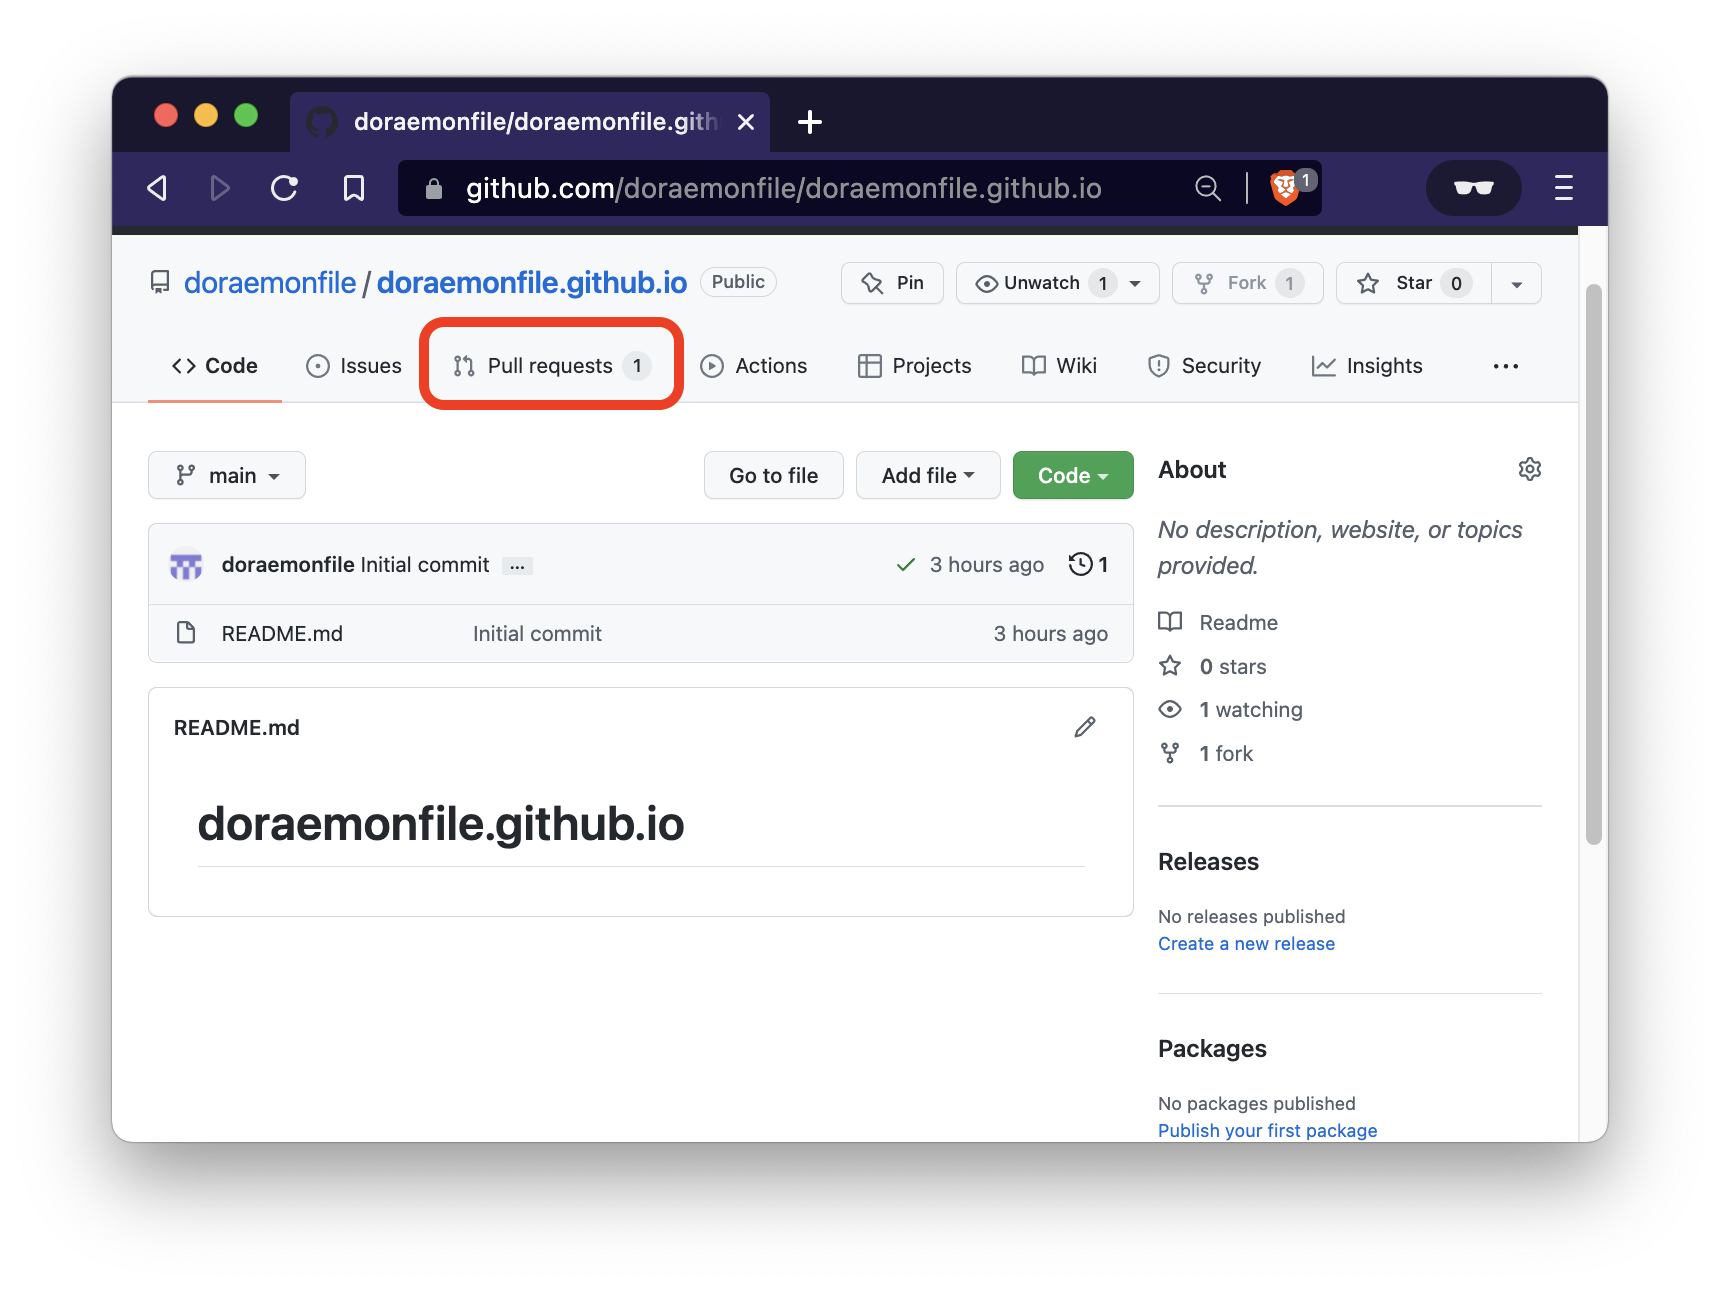 doraemonfile/doraemonfile.gith
github.com/doraemonfile/doraemonfile.github.io
1
doraemonfile / doraemonfile.github.io Public
Pin
Unwatch 1
Fork 1
Star 0
Code
Issues
Pull requests 1
Actions
Projects
Wiki
Security
Insights
...
main
Go to file
Add file
Code
doraemonfile Initial commit ...
3 hours ago
1
README.md
Initial commit
3 hours ago
README.md
doraemonfile.github.io
About
No description, website, or topics
provided.
Readme
0 stars
1 watching
1 fork
Releases
No releases published
Create a new release
Packages
No packages published
Publish your first package